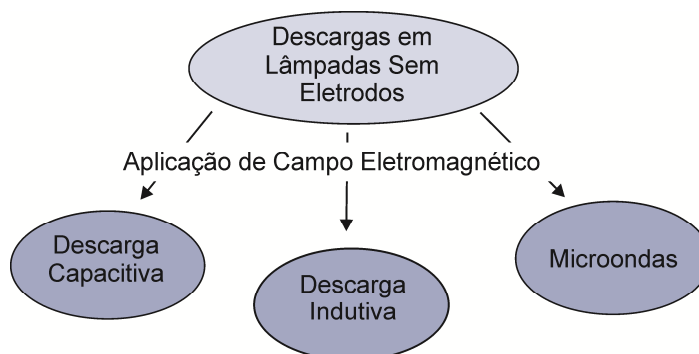 Descargas em
Lâmpadas Sem
Eletrodos
Aplicação de Campo Eletromagnético
Descarga
Capacitiva
Descarga
Indutiva
Microondas